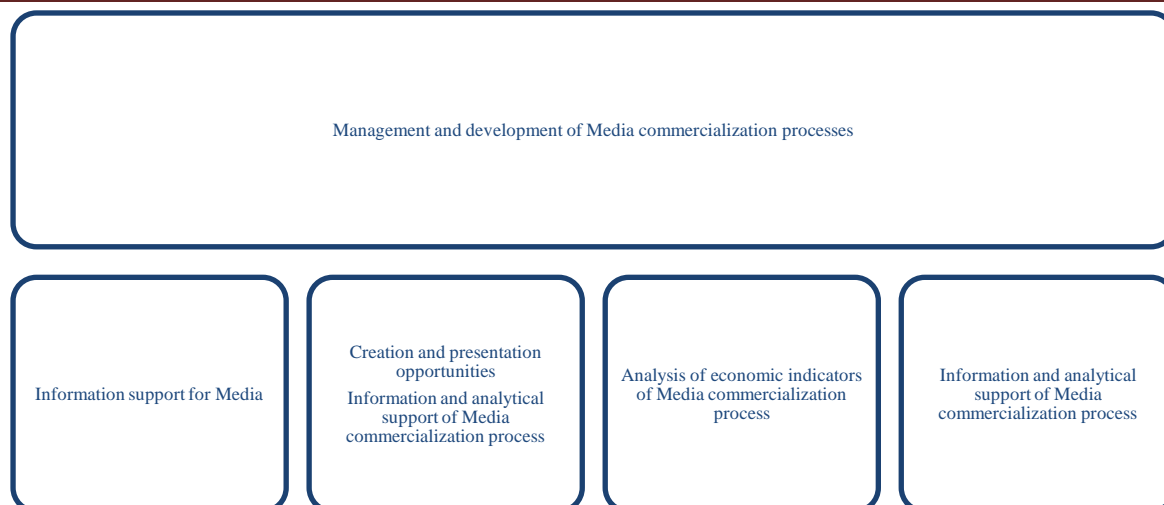 Management and development of Media commercialization processes
Information support for Media
Creation and presentation
opportunities
Information and analytical
support of Media
commercialization process
Analysis of economic indicators
of Media commercialization
process
Information and analytical
support of Media
commercialization process